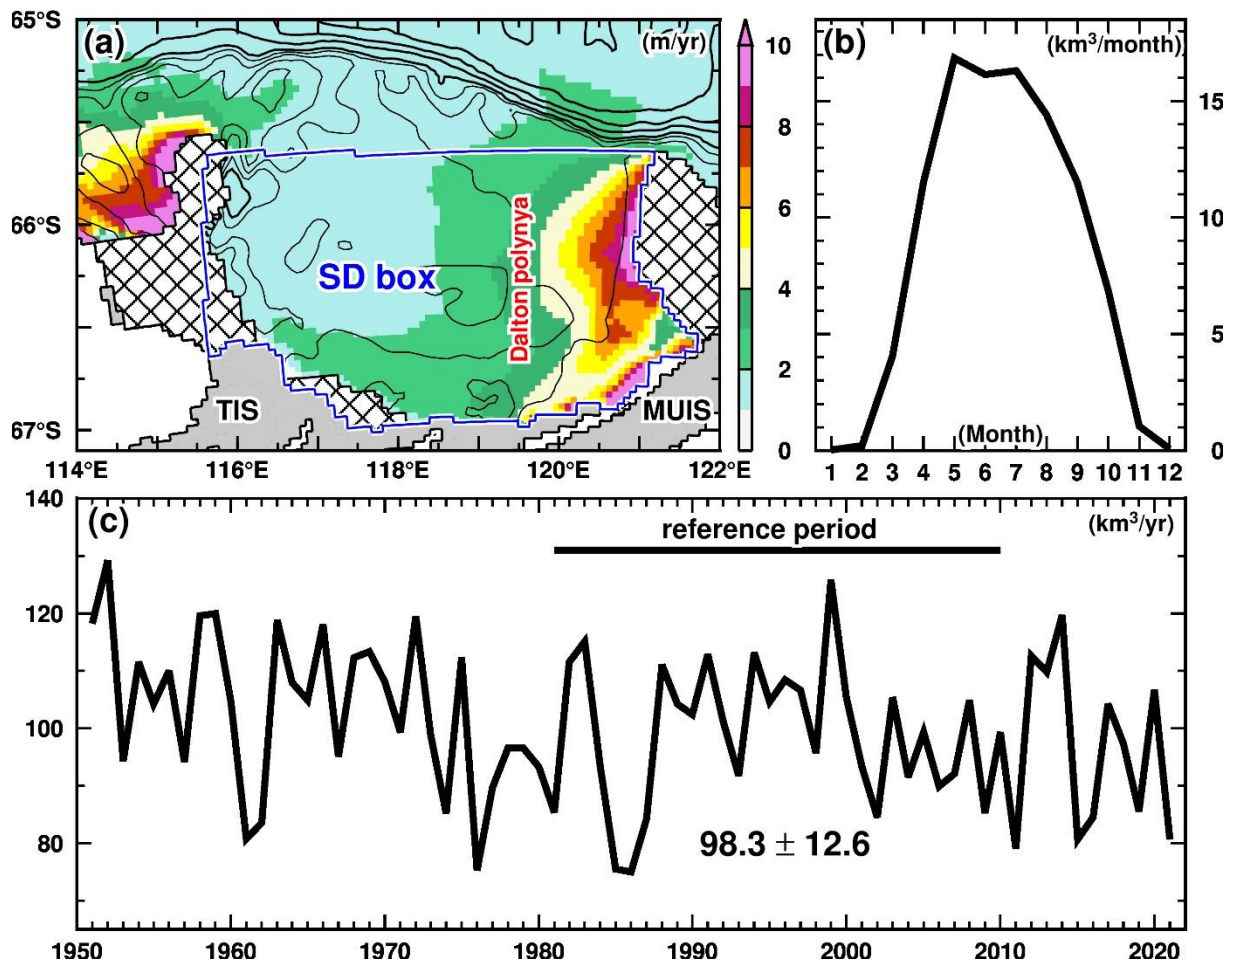 65°S
66°S
67°S
(a)
(m/yr)
SD box
Dalton polynya
TIS
MUIS
114°E 116°E 118°E 120°E 122°E
10
8
6
4
2
0
(b)
(km³/month)
15
10
5
0
(Month)
1 2 3 4 5 6 7 8 9 10 11 12
(c)
(km³/yr)
reference period
98.3 ± 12.6
140
120
100
80
1950 1960 1970 1980 1990 2000 2010 2020